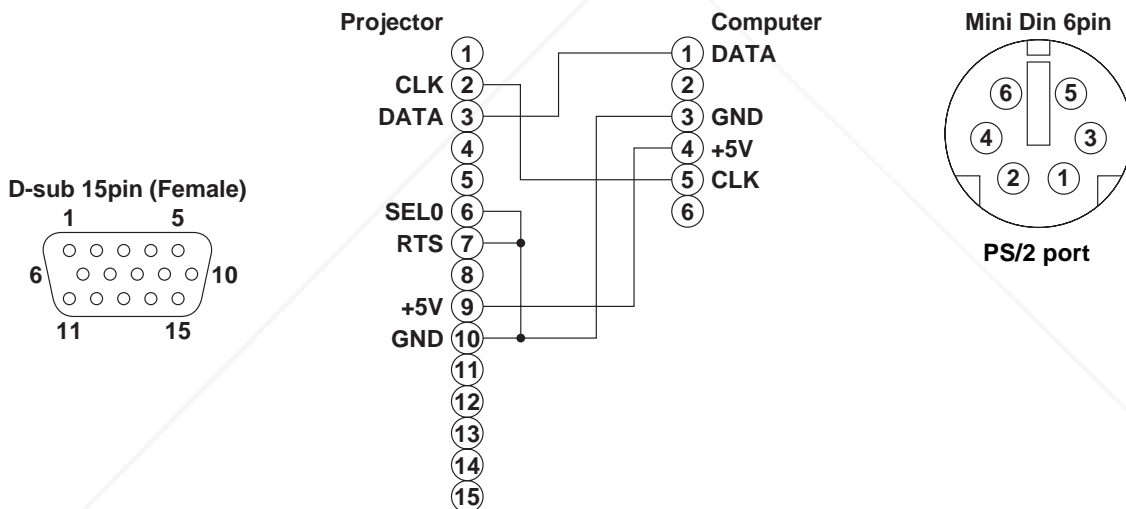 Projector
Computer
Mini Din 6pin
1
CLK 2
DATA 3
4
5
SEL0 6
RTS 7
8
+5V 9
GND 10
11
12
13
14
15
1 DATA
2
3 GND
4 +5V
5 CLK
6
6 5
4 3
2 1
PS/2 port
D-sub 15pin (Female)
1 5
6 10
11 15